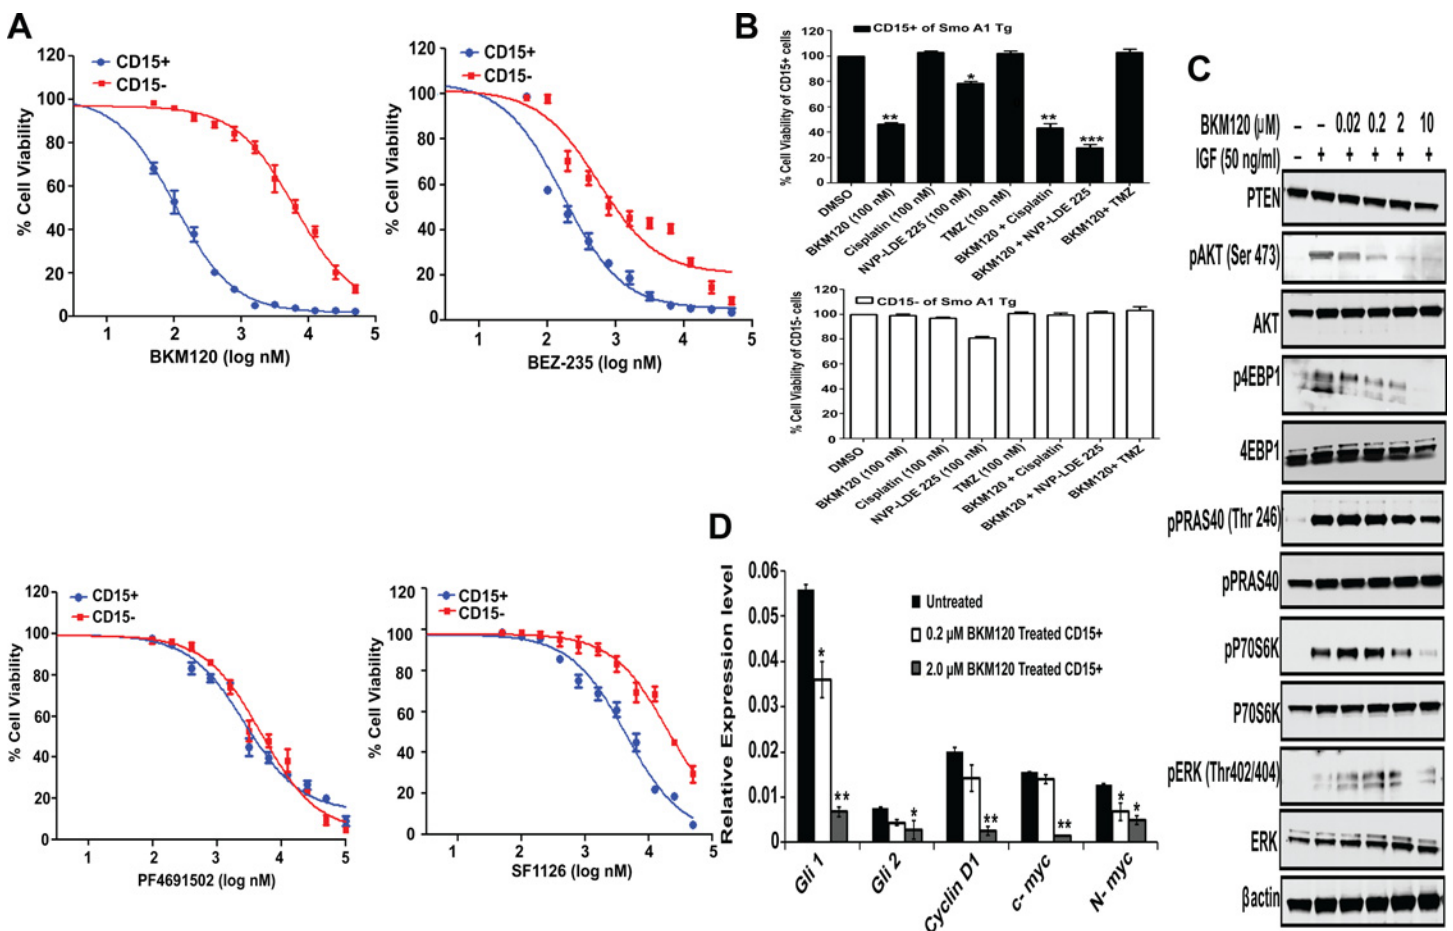 A
120
100
80
60
40
20
0
% Cell Viability
CD15+
CD15-
1 2 3 4 5
BKM120 (log nM)
120
100
80
60
40
20
0
% Cell Viability
CD15+
CD15-
1 2 3 4 5
BEZ-235 (log nM)
120
100
80
60
40
20
0
% Cell Viability
CD15+
CD15-
1 2 3 4 5
PF4691502 (log nM)
120
100
80
60
40
20
0
% Cell Viability
CD15+
CD15-
1 2 3 4 5
SF1126 (log nM)
B
CD15+ of Smo A1 Tg
% Cell Viability of CD15+ cells
120
100
80
60
40
20
0
** * ** ***
DMSO
BKM120 (100 nM)
Cisplatin (100 nM)
NVP-LDE 225 (100 nM)
TMZ (100 nM)
BKM120 + Cisplatin
BKM120 + NVP-LDE 225
BKM120+ TMZ
CD15- of Smo A1 Tg
% Cell Viability of CD15- cells
120
100
80
60
40
20
0
DMSO
BKM120 (100 nM)
Cisplatin (100 nM)
NVP-LDE 225 (100 nM)
TMZ (100 nM)
BKM120 + Cisplatin
BKM120 + NVP-LDE 225
BKM120+ TMZ
C
BKM120 (µM) – – 0.02 0.2 2 10
IGF (50 ng/ml) – + + + + +
PTEN
pAKT (Ser 473)
AKT
p4EBP1
4EBP1
pPRAS40 (Thr 246)
pPRAS40
pP70S6K
P70S6K
pERK (Thr402/404)
ERK
βactin
D
Relative Expression level
0.06
0.05
0.04
0.03
0.02
0.01
0
Untreated
0.2 µM BKM120 Treated CD15+
2.0 µM BKM120 Treated CD15+
* ** * ** ** * *
Gli 1
Gli 2
Cyclin D1
c- myc
N- myc